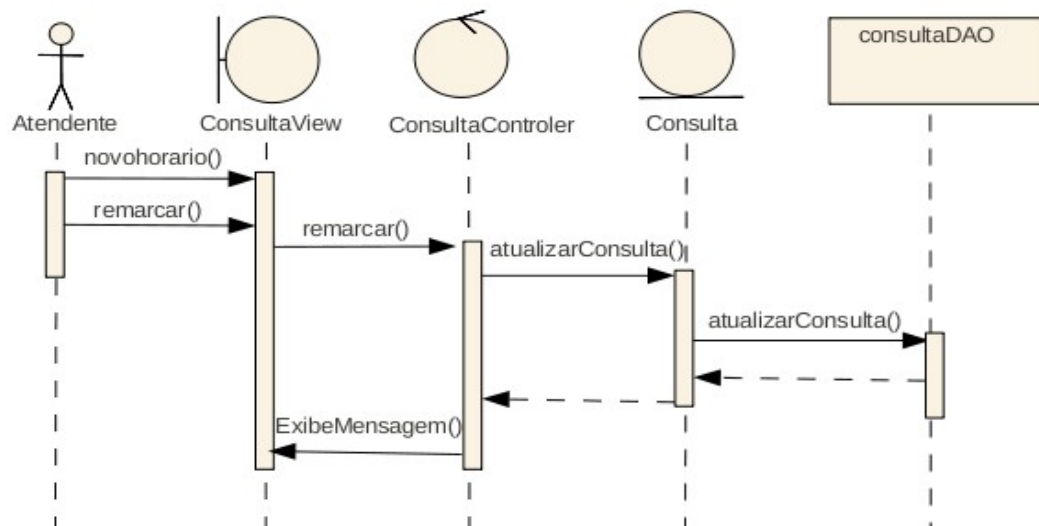 consultaDAO
Atendente
ConsultaView
ConsultaControler
Consulta
novohorario()
remarcar()
remarcar()
atualizarConsulta()
atualizarConsulta()
ExibeMensagem()